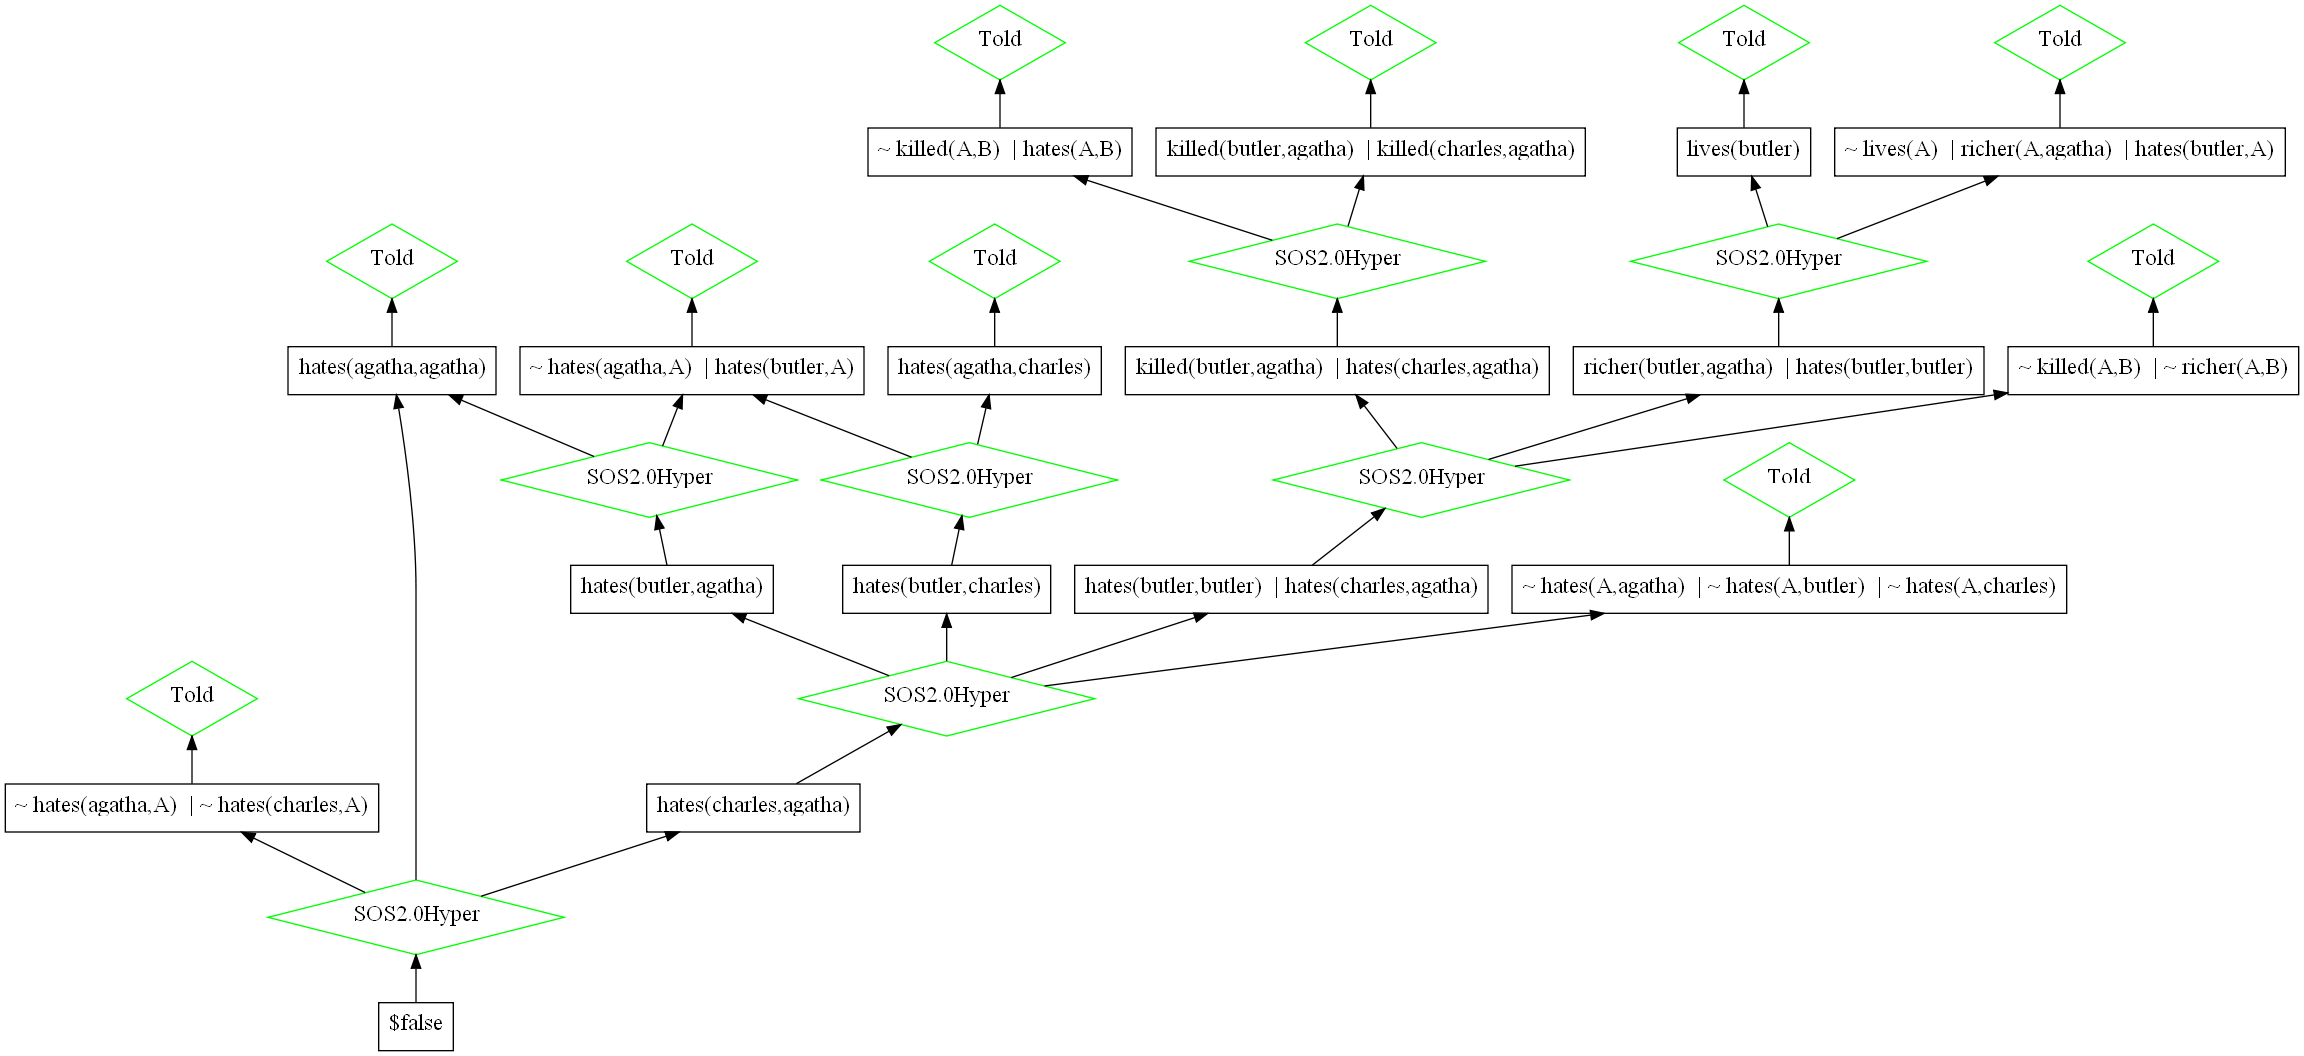 Told
Told
Told
Told
~ killed(A,B) | hates(A,B)
killed(butler,agatha) | killed(charles,agatha)
lives(butler)
~ lives(A) | richer(A,agatha) | hates(butler,A)
Told
Told
Told
SOS2.0Hyper
SOS2.0Hyper
Told
hates(agatha,agatha)
~ hates(agatha,A) | hates(butler,A)
hates(agatha,charles)
killed(butler,agatha) | hates(charles,agatha)
richer(butler,agatha) | hates(butler,butler)
~ killed(A,B) | ~ richer(A,B)
SOS2.0Hyper
SOS2.0Hyper
SOS2.0Hyper
Told
hates(butler,agatha)
hates(butler,charles)
hates(butler,butler) | hates(charles,agatha)
~ hates(A,agatha) | ~ hates(A,butler) | ~ hates(A,charles)
Told
SOS2.0Hyper
~ hates(agatha,A) | ~ hates(charles,A)
hates(charles,agatha)
SOS2.0Hyper
$false